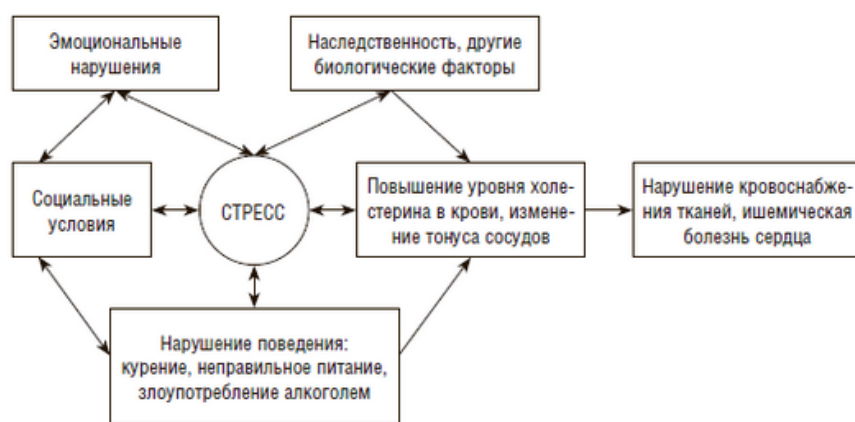 Эмоциональные
нарушения
Наследственность, другие
биологические факторы
Социальные
условия
СТРЕСС
Повышение уровня холе-
стерина в крови, измене-
ние тонуса сосудов
Нарушение кровоснабже-
ния тканей, ишемическая
болезнь сердца
Нарушение поведения:
курение, неправильное питание,
злоупотребление алкоголем